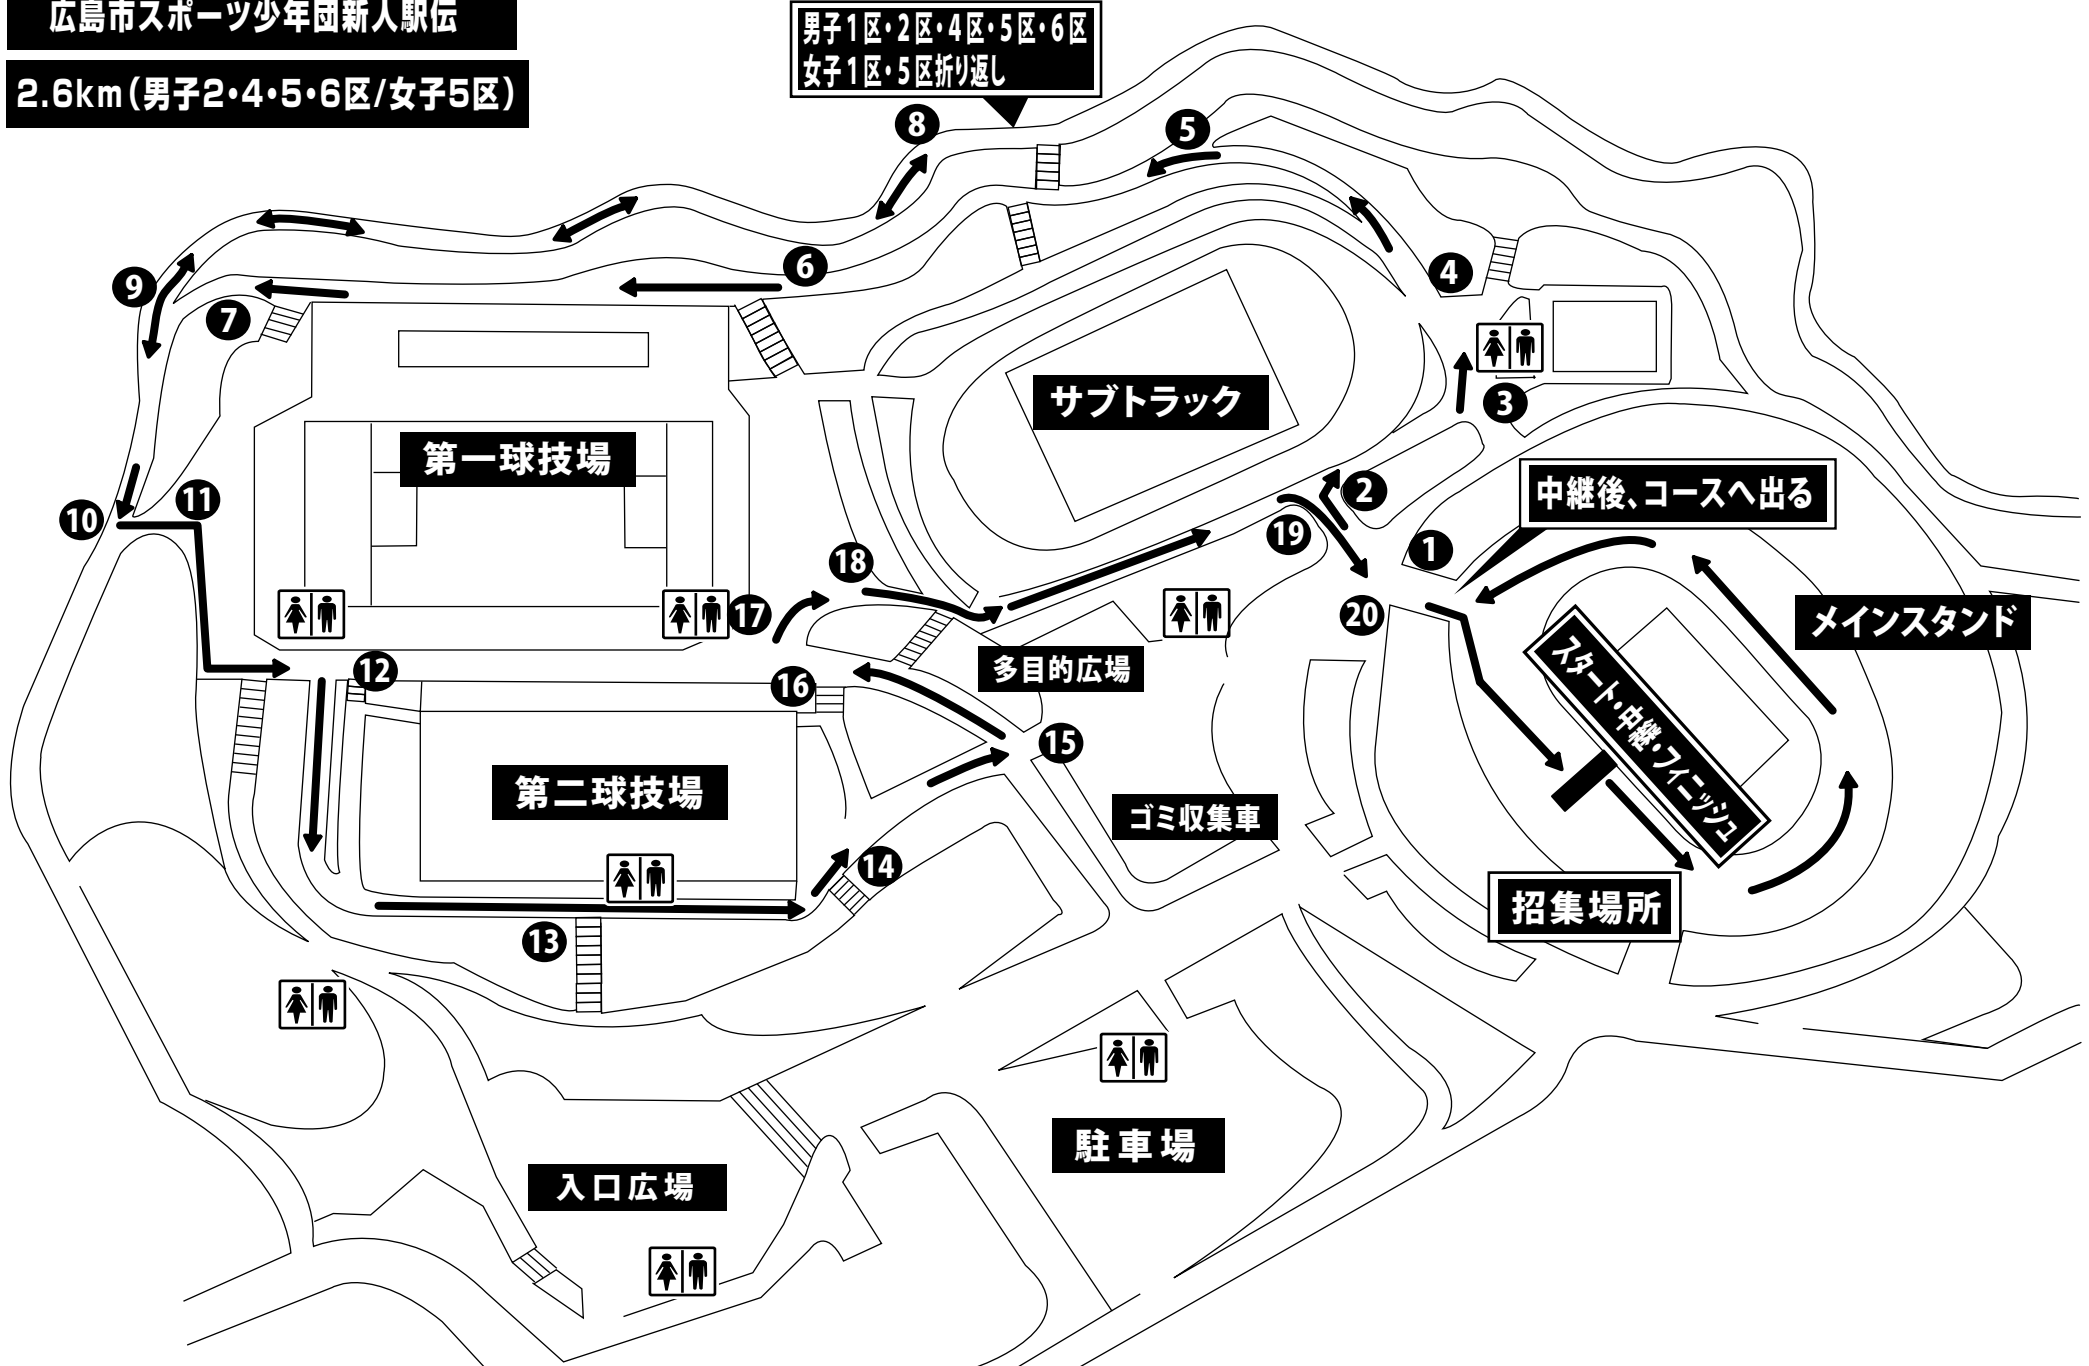 広島市スポーツ少年団新人駅伝
2.6km(男子2・4・5・6区/女子5区)
男子1区・2区・4区・5区・6区
女子1区・5区折り返し
8
5
6
4
9
7
サブトラック
3
第一球技場
中継後、コースへ出る
10
11
2
19
1
18
17
20
メインスタンド
スタート・中継・フィニッシュ
12
16
多目的広場
15
第二球技場
ゴミ収集車
14
招集場所
13
駐車場
入口広場